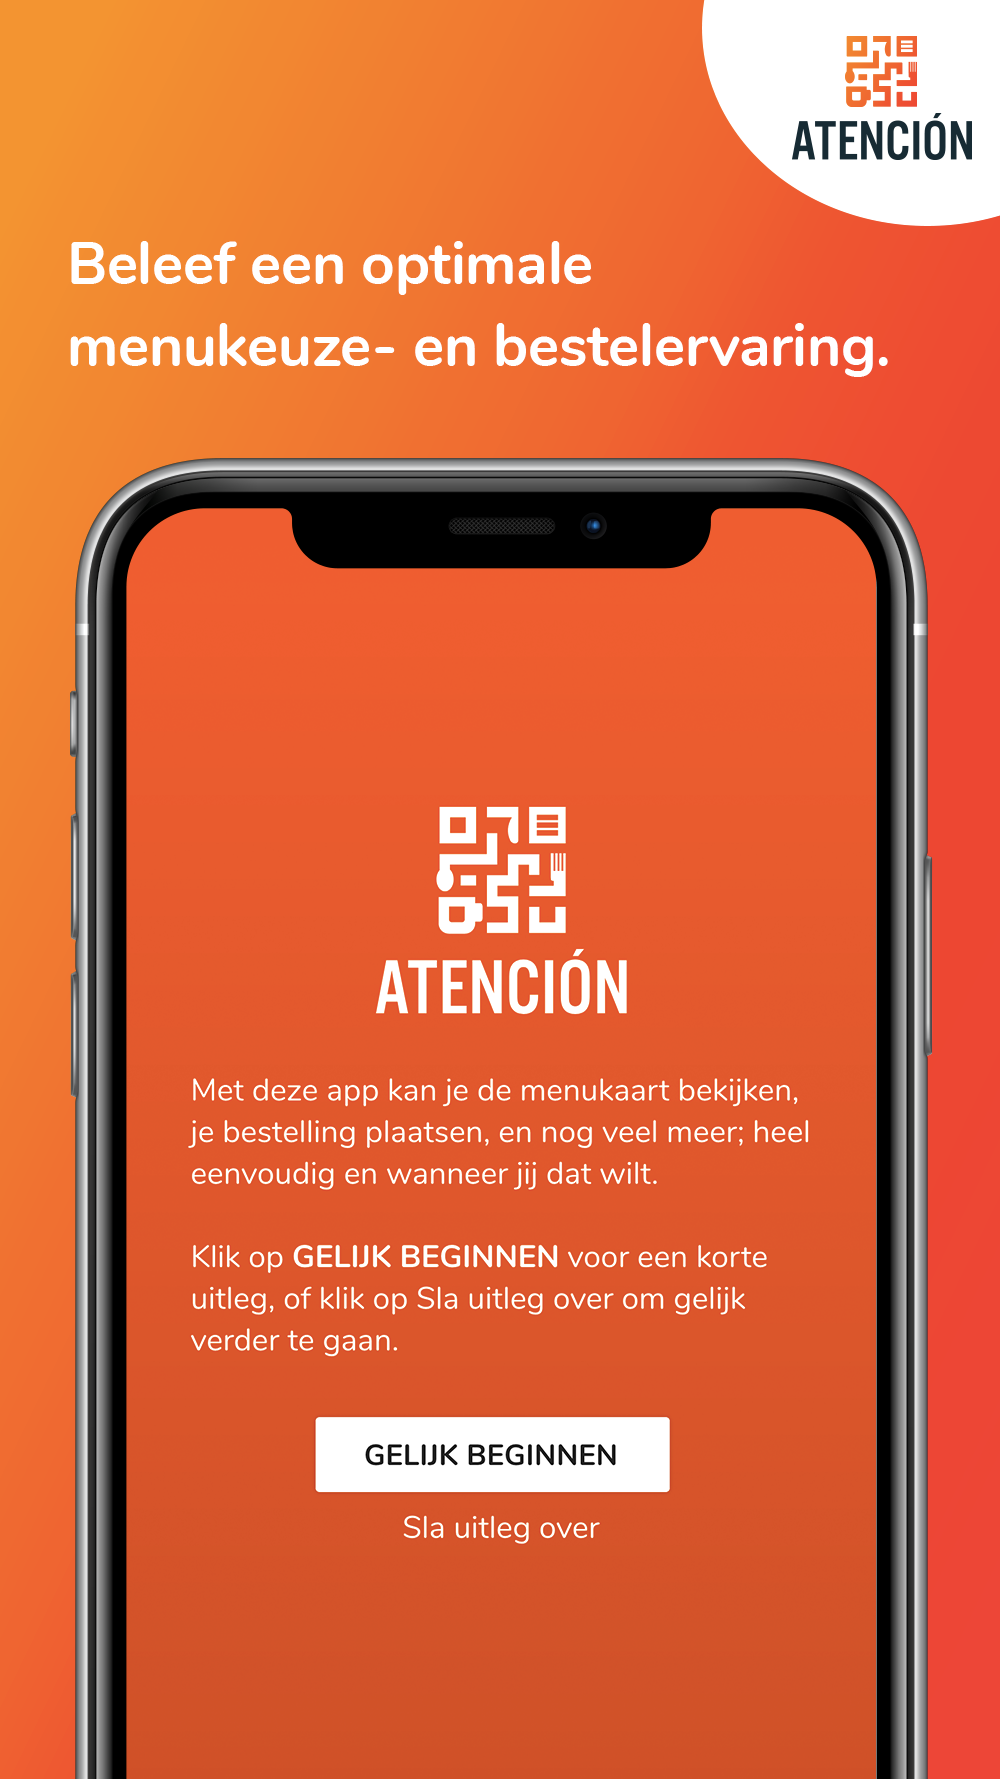 ATENCIÓN
Beleef een optimale
menukeuze- en bestelervaring.
ATENCIÓN
Met deze app kan je de menukaart bekijken,
je bestelling plaatsen, en nog veel meer; heel
eenvoudig en wanneer jij dat wilt.
Klik op GELIJK BEGINNEN voor een korte
uitleg, of klik op Sla uitleg over om gelijk
verder te gaan.
GELIJK BEGINNEN
Sla uitleg over